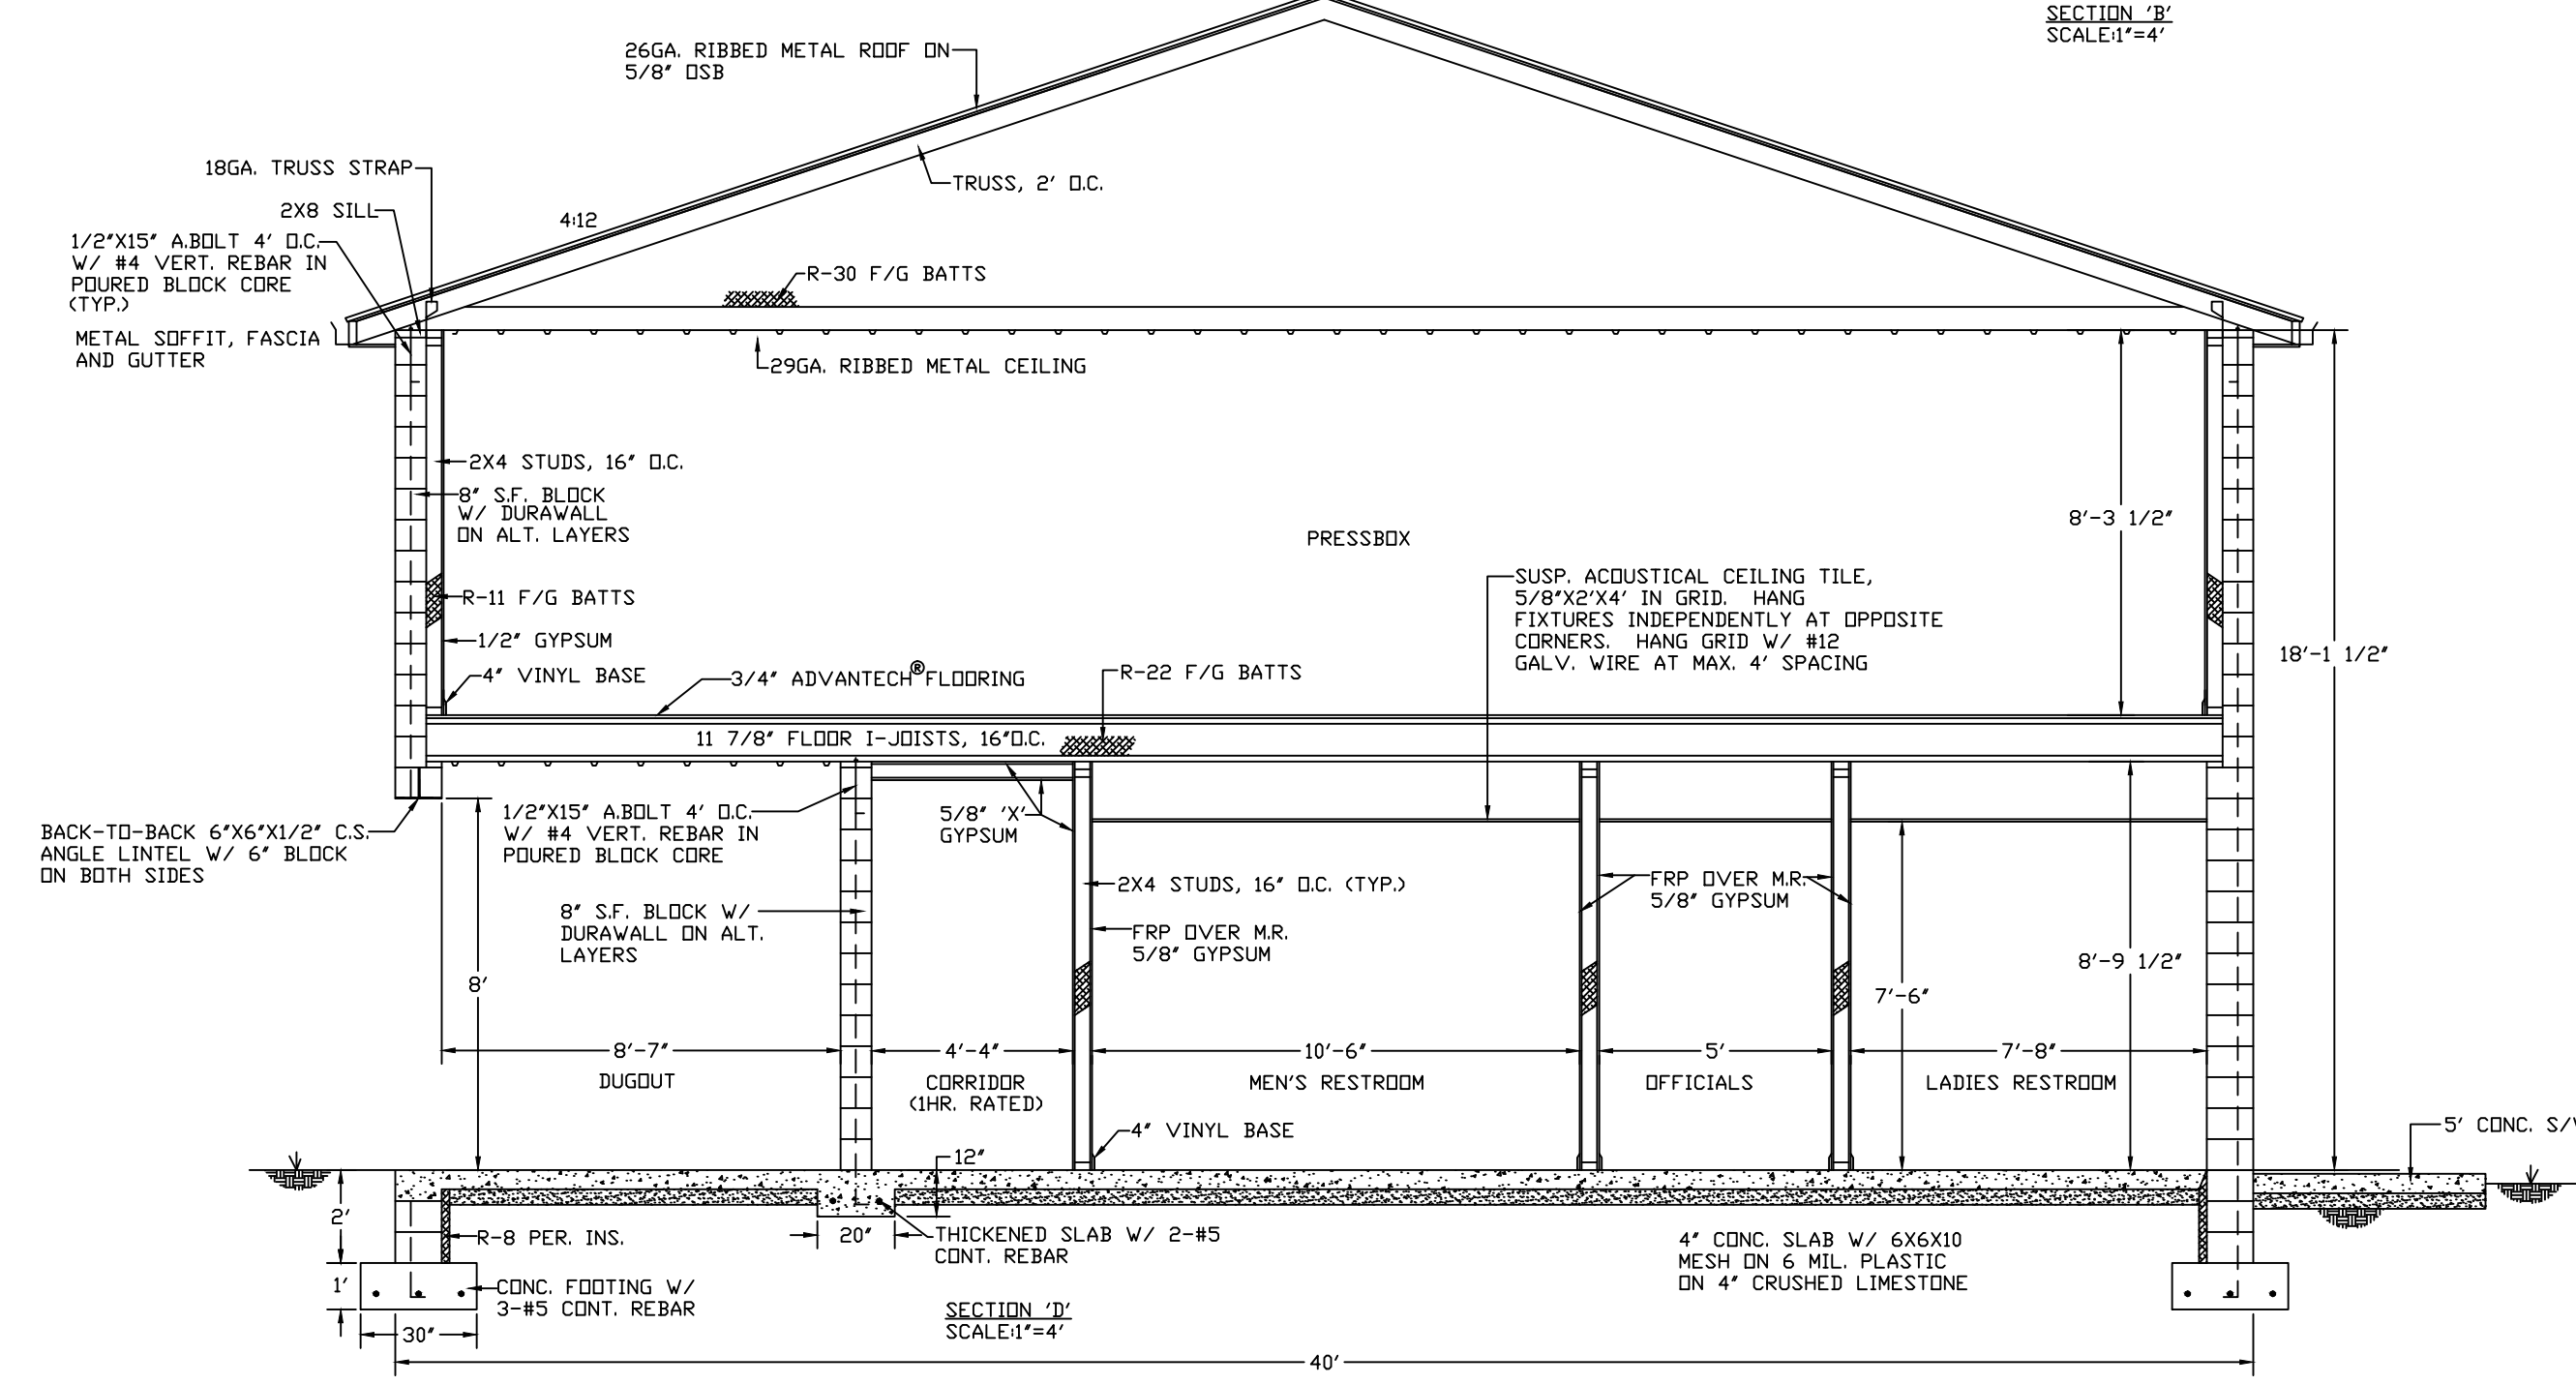 SECTION 'B'
SCALE:1"=4'
26GA. RIBBED METAL ROOF ON
5/8" OSB
18GA. TRUSS STRAP
TRUSS, 2' O.C.
2X8 SILL
4:12
1/2"X15" A.BOLT 4' O.C.
W/ #4 VERT. REBAR IN
POURED BLOCK CORE
(TYP.)
R-30 F/G BATTS
METAL SOFFIT, FASCIA
AND GUTTER
29GA. RIBBED METAL CEILING
2X4 STUDS, 16" O.C.
8" S.F. BLOCK
W/ DURAWALL
ON ALT. LAYERS
8'-3 1/2"
PRESSBOX
SUSP. ACOUSTICAL CEILING TILE,
5/8"X2'X4' IN GRID. HANG
FIXTURES INDEPENDENTLY AT OPPOSITE
CORNERS. HANG GRID W/ #12
GALV. WIRE AT MAX. 4' SPACING
R-11 F/G BATTS
1/2" GYPSUM
18'-1 1/2"
4" VINYL BASE
3/4" ADVANTECH® FLOORING
R-22 F/G BATTS
11 7/8" FLOOR I-JOISTS, 16"O.C.
BACK-TO-BACK 6"X6"X1/2" C.S.
ANGLE LINTEL W/ 6" BLOCK
ON BOTH SIDES
1/2"X15" A.BOLT 4' O.C.
W/ #4 VERT. REBAR IN
POURED BLOCK CORE
5/8" 'X'
GYPSUM
2X4 STUDS, 16" O.C. (TYP.)
FRP OVER M.R.
5/8" GYPSUM
8" S.F. BLOCK W/
DURAWALL ON ALT.
LAYERS
FRP OVER M.R.
5/8" GYPSUM
8'
8'-9 1/2"
7'-6"
8'-7"
4'-4"
10'-6"
5'
7'-8"
DUGOUT
CORRIDOR
(1HR. RATED)
MEN'S RESTROOM
OFFICIALS
LADIES RESTROOM
4" VINYL BASE
5' CONC.
12"
2'
R-8 PER. INS.
20"
THICKENED SLAB W/ 2-#5
CONT. REBAR
4" CONC. SLAB W/ 6X6X10
MESH ON 6 MIL. PLASTIC
ON 4" CRUSHED LIMESTONE
1'
CONC. FOOTING W/
3-#5 CONT. REBAR
30"
SECTION 'D'
SCALE:1"=4'
40'